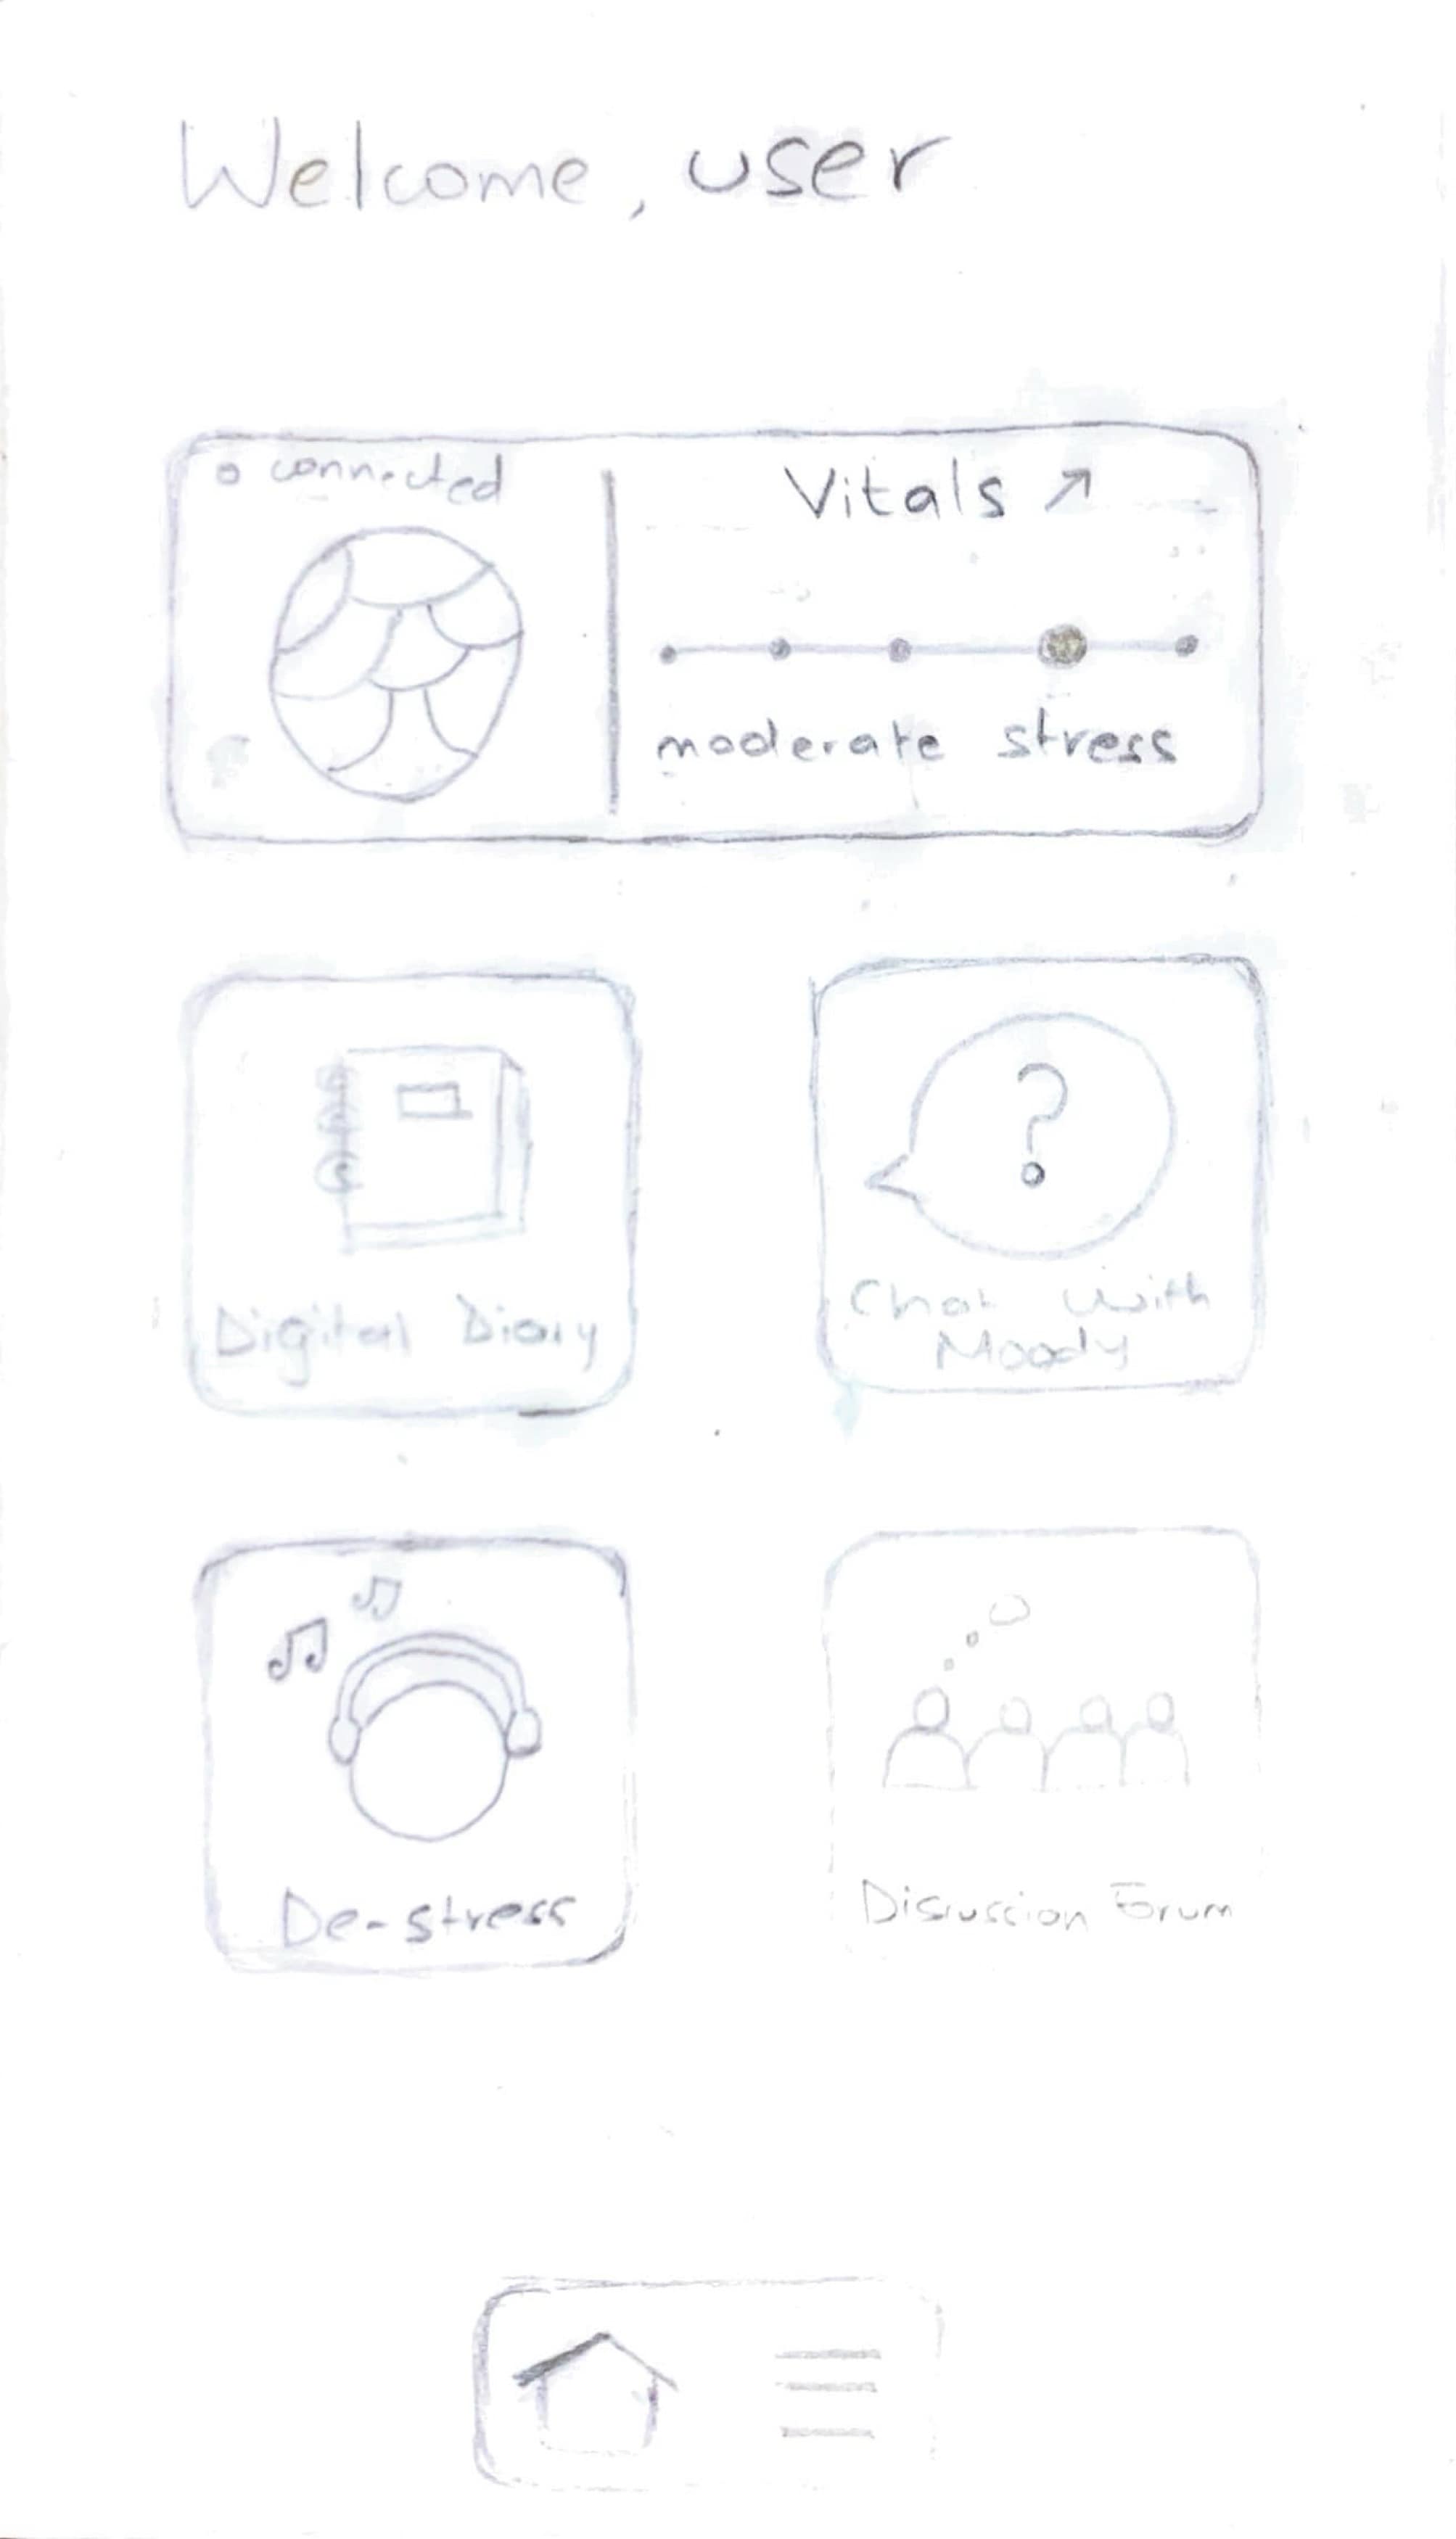 Welcome, user
connected
Vitals ↗
moderate stress
Digital Diary
Chat with
Moody
De-stress
Discussion Forum